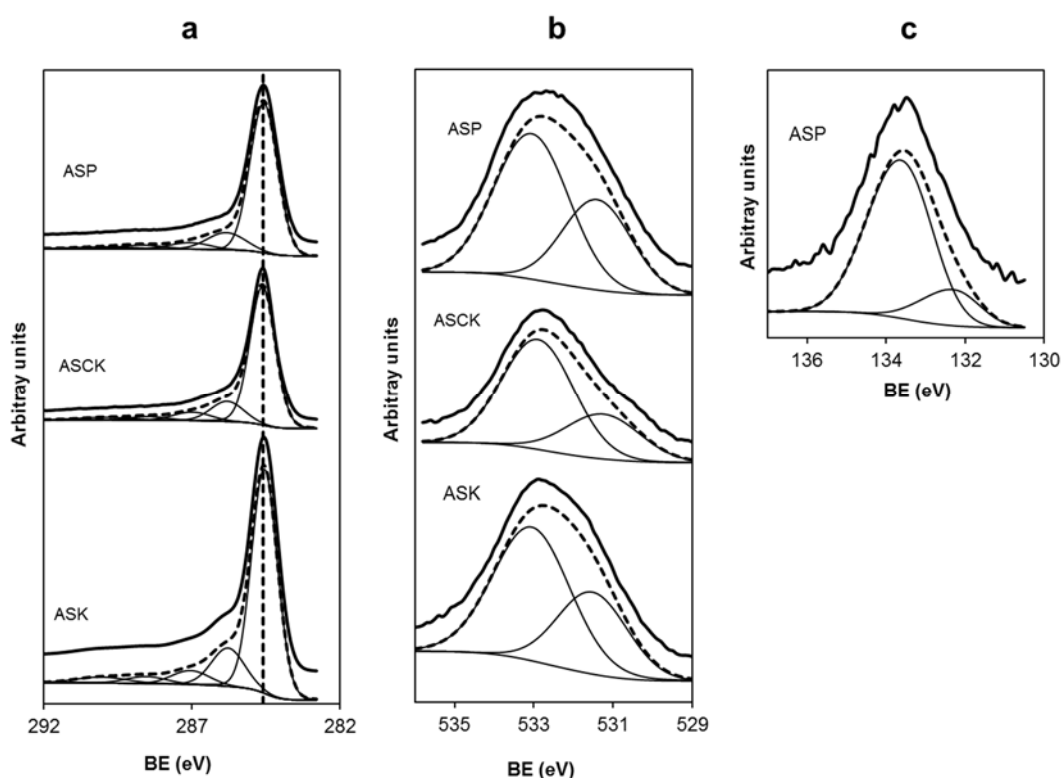 a
b
c
ASP
ASCK
ASK
Arbitray units
292
287
282
BE (eV)
ASP
ASCK
ASK
Arbitray units
535
533
531
529
BE (eV)
ASP
Arbitray units
136
134
132
130
BE (eV)